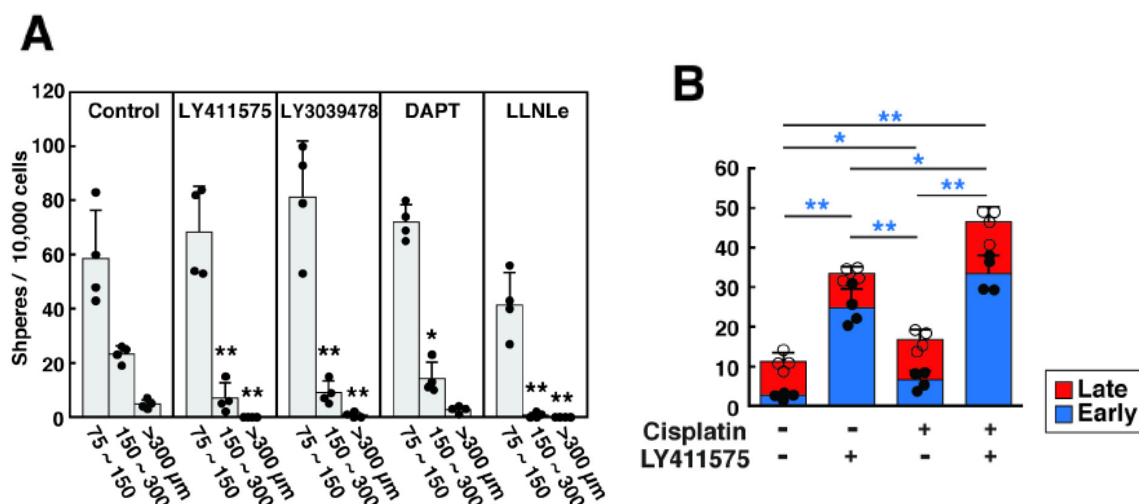 A
Shperes / 10,000 cells
120
100
80
60
40
20
0
Control
LY411575
LY3039478
DAPT
LLNLe
** **
** **
*
** **
75 ~ 150
150 ~ 300
>300 µm
75 ~ 150
150 ~ 300
>300 µm
75 ~ 150
150 ~ 300
>300 µm
75 ~ 150
150 ~ 300
>300 µm
75 ~ 150
150 ~ 300
>300 µm
B
**
*
*
**
**
**
60
50
40
30
20
10
0
Cisplatin - - + +
LY411575 - + - +
Late
Early